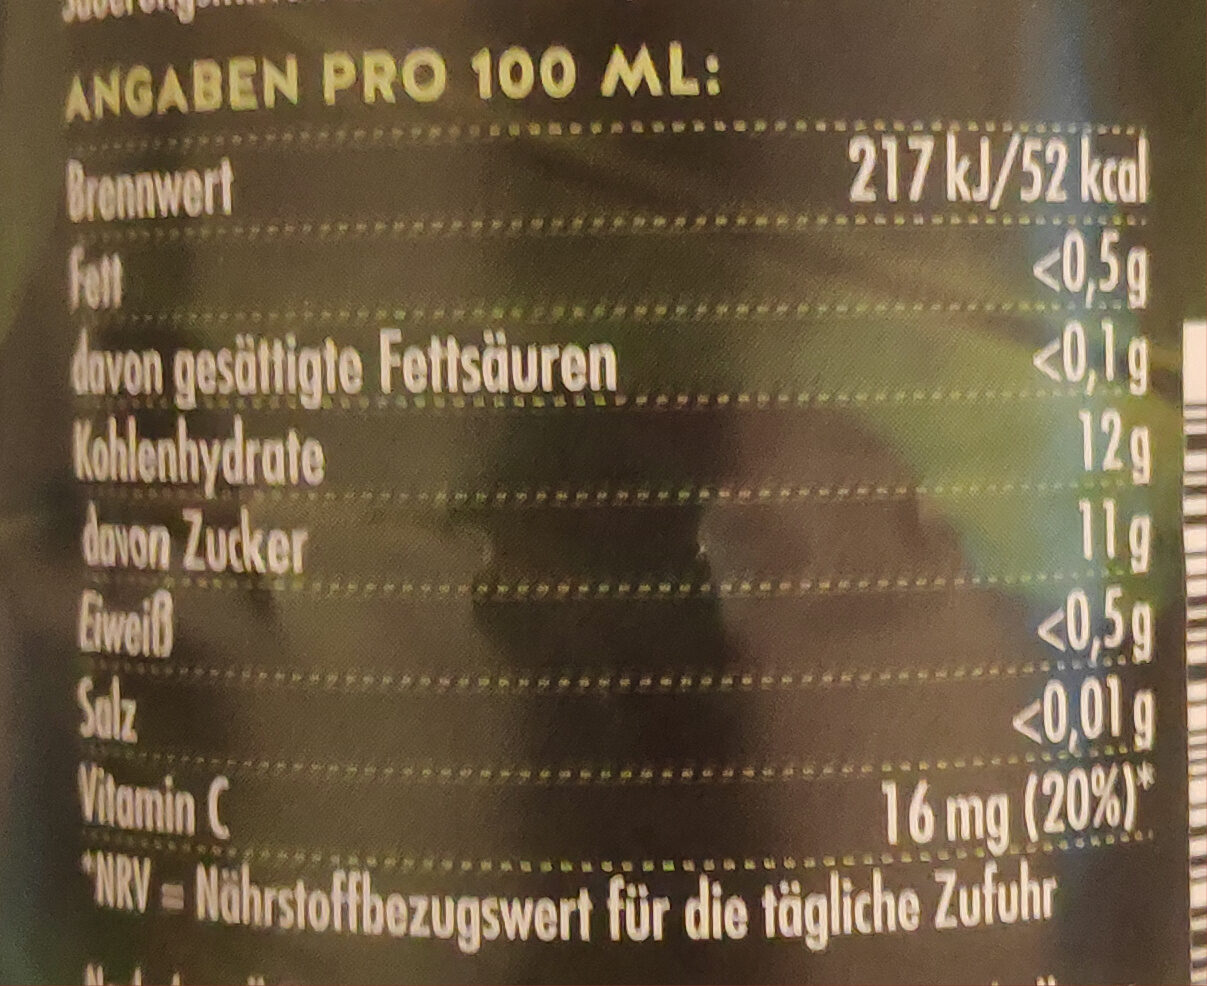 ANGABEN PRO 100 ML:
Brennwert 217 kJ/52 kcal
Fett <0,5 g
davon gesättigte Fettsäuren <0,1 g
Kohlenhydrate 12 g
davon Zucker 11 g
Eiweiß <0,5 g
Salz <0,01 g
Vitamin C 16 mg (20%)*
*NRV = Nährstoffbezugswert für die tägliche Zufuhr